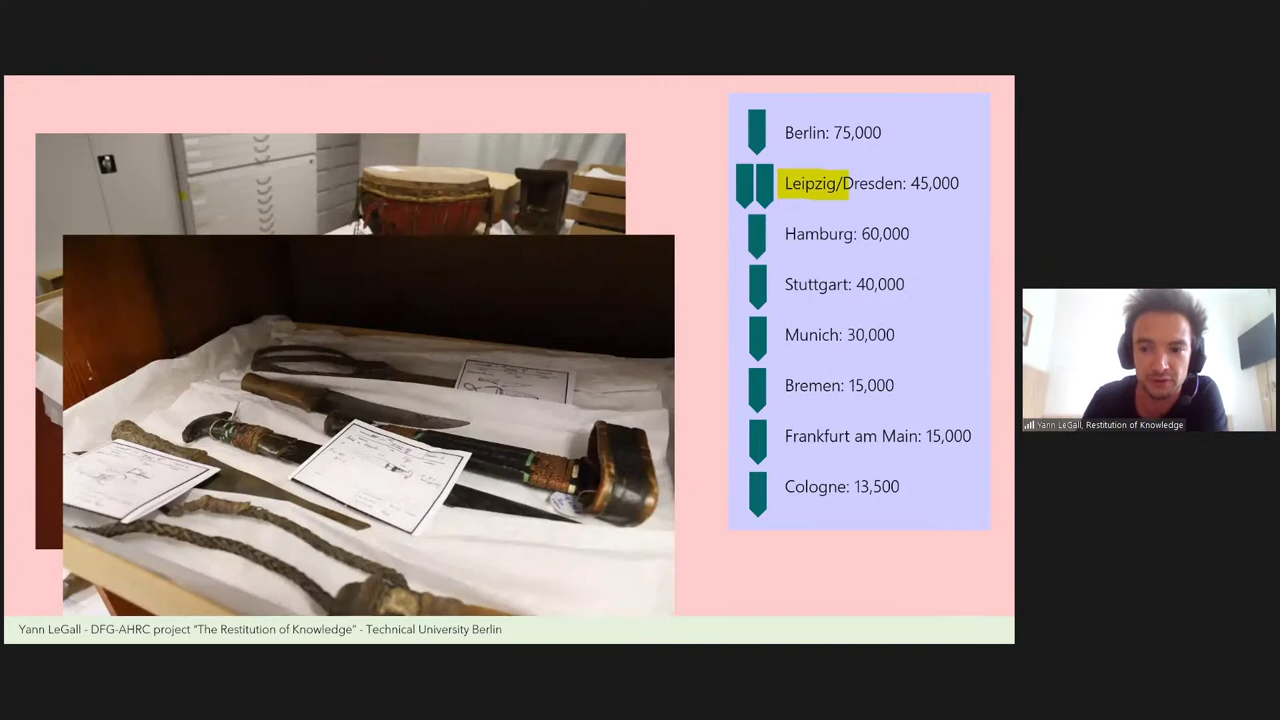 Berlin: 75,000
Leipzig/Dresden: 45,000
Hamburg: 60,000
Stuttgart: 40,000
Munich: 30,000
Bremen: 15,000
Frankfurt am Main: 15,000
Cologne: 13,500
Yann LeGall, Restitution of Knowledge
Yann LeGall - DFG-AHRC project “The Restitution of Knowledge” - Technical University Berlin